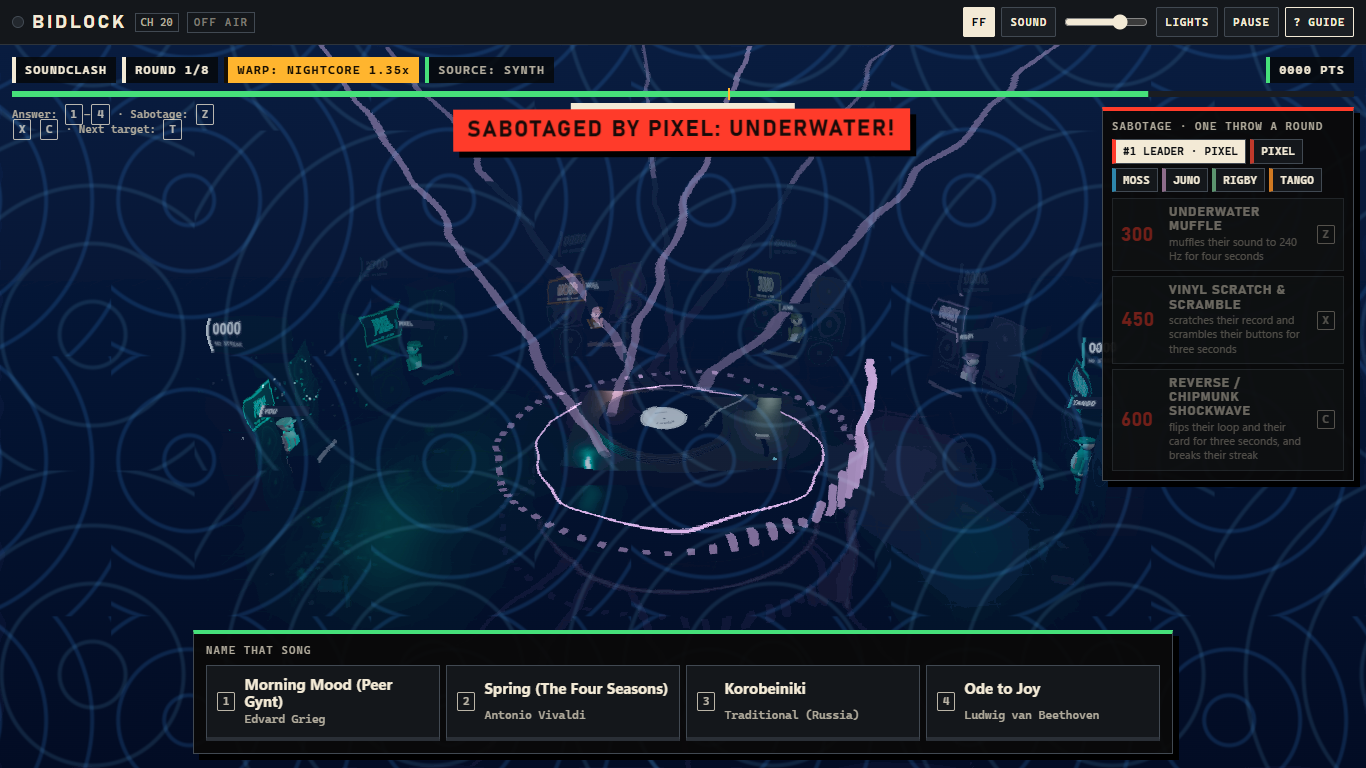 BIDLOCK CH 20 OFF AIR FF SOUND LIGHTS PAUSE ? GUIDE
SOUNDCLASH ROUND 1/8 WARP: NIGHTCORE 1.35x SOURCE: SYNTH 0000 PTS
Answer: 1 - 4 · Sabotage: Z
X C · Next target: T
SABOTAGED BY PIXEL: UNDERWATER!
SABOTAGE · ONE THROW A ROUND
#1 LEADER · PIXEL PIXEL
MOSS JUNO RIGBY TANGO
300 UNDERWATER MUFFLE Z
muffles their sound to 240
Hz for four seconds
450 VINYL SCRATCH &
SCRAMBLE X
scratches their record and
scrambles their buttons for
three seconds
600 REVERSE /
CHIPMUNK
SHOCKWAVE C
flips their loop and their
card for three seconds, and
breaks their streak
0000
YOU
TANGO
NAME THAT SONG
1 Morning Mood (Peer
Gynt)
Edvard Grieg
2 Spring (The Four Seasons)
Antonio Vivaldi
3 Korobeiniki
Traditional (Russia)
4 Ode to Joy
Ludwig van Beethoven